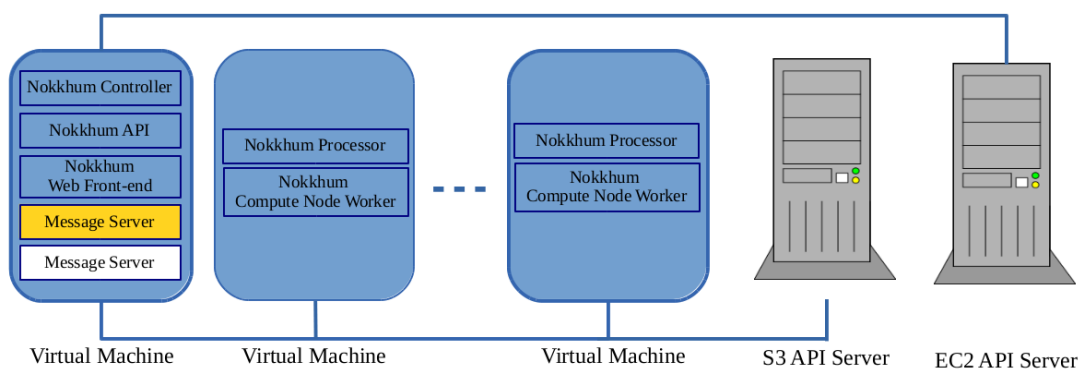 Nokkhum Controller
Nokkhum API
Nokkhum
Web Front-end
Message Server
Message Server
Nokkhum Processor
Nokkhum
Compute Node Worker
Nokkhum Processor
Nokkhum
Compute Node Worker
Virtual Machine
Virtual Machine
Virtual Machine
S3 API Server
EC2 API Server